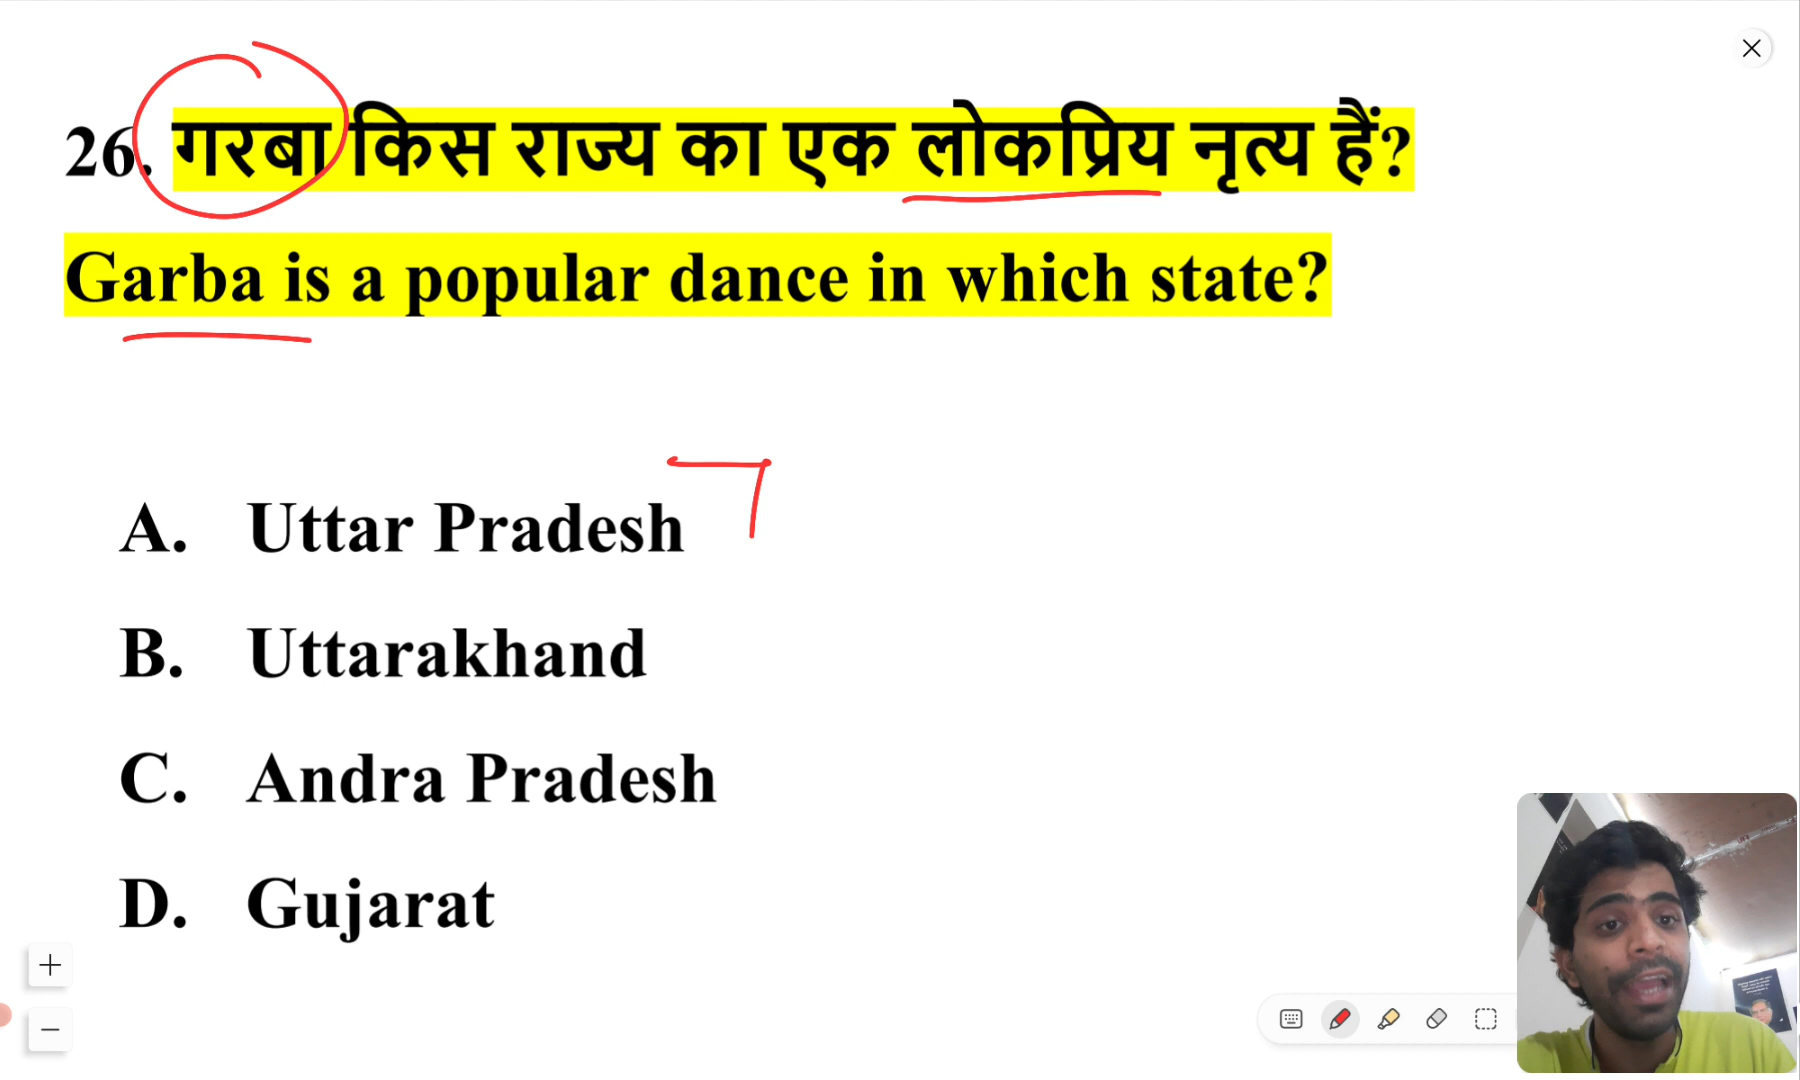 26. गरबा किस राज्य का एक लोकप्रिय नृत्य हैं?
Garba is a popular dance in which state?
A. Uttar Pradesh
B. Uttarakhand
C. Andra Pradesh
D. Gujarat